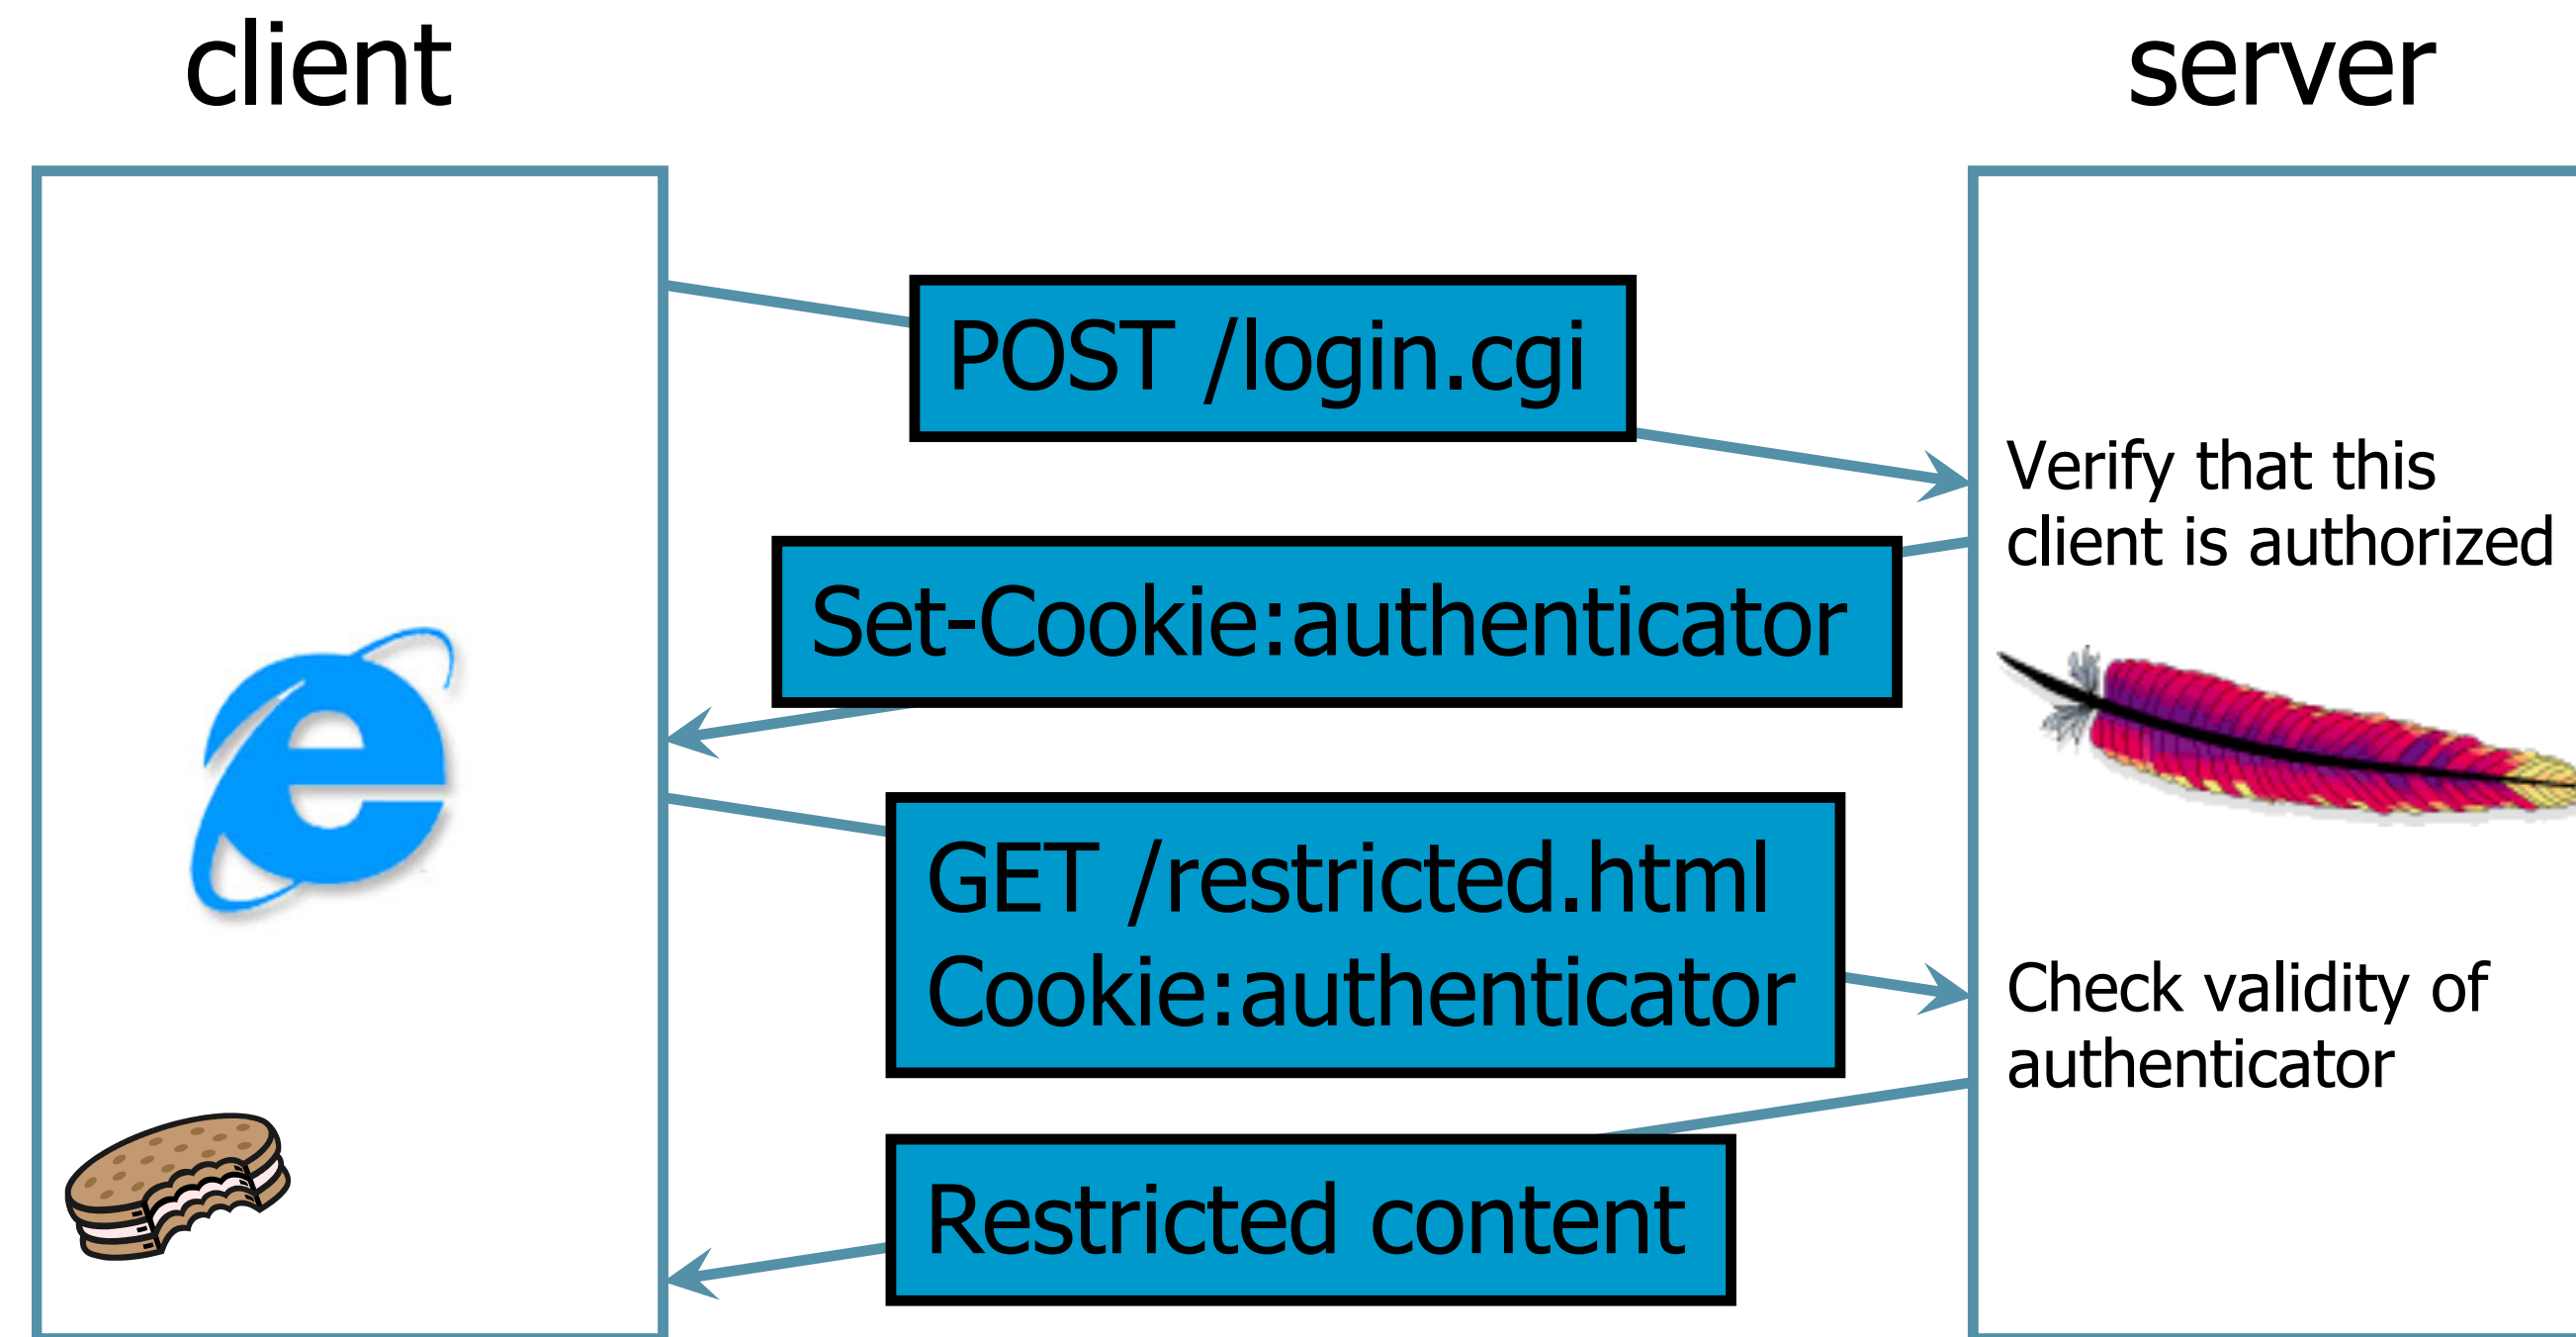 client
server
POST /login.cgi
Verify that this
client is authorized
Set-Cookie:authenticator
GET /restricted.html
Cookie:authenticator
Check validity of
authenticator
Restricted content